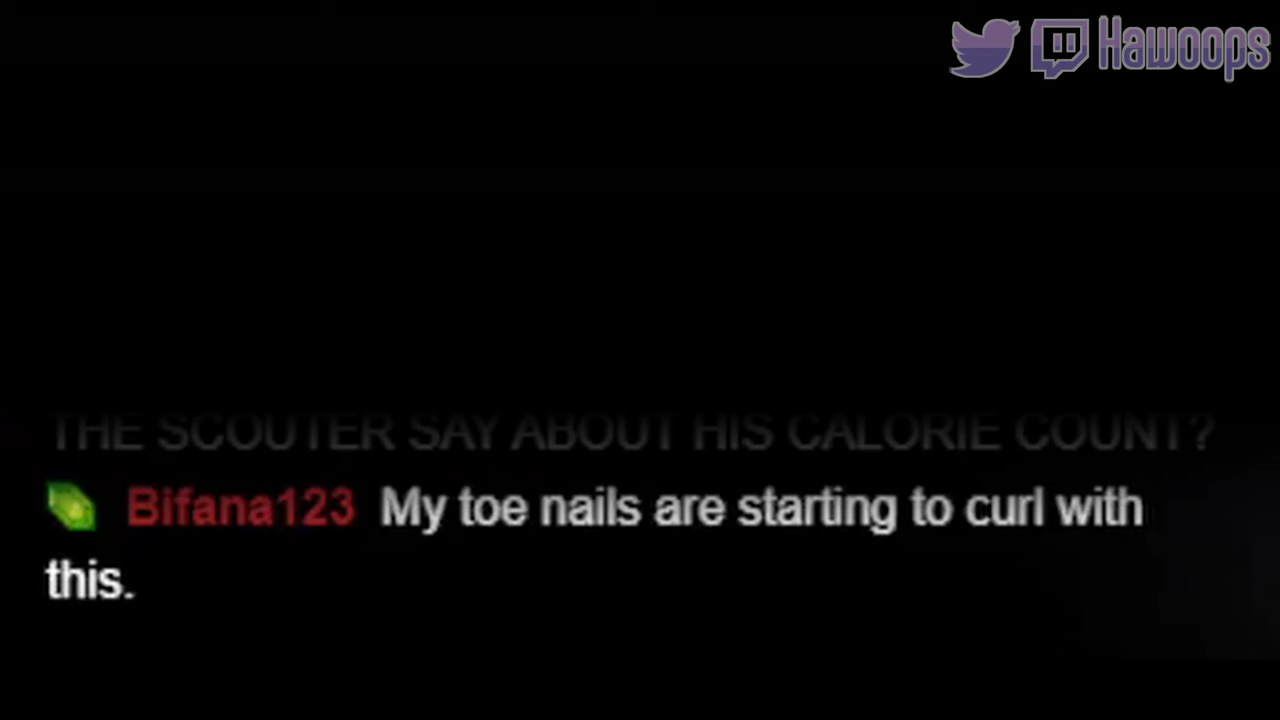 Hawoops
THE SCOUTER SAY ABOUT HIS CALORIE COUNT?
Bifana123 My toe nails are starting to curl with
this.